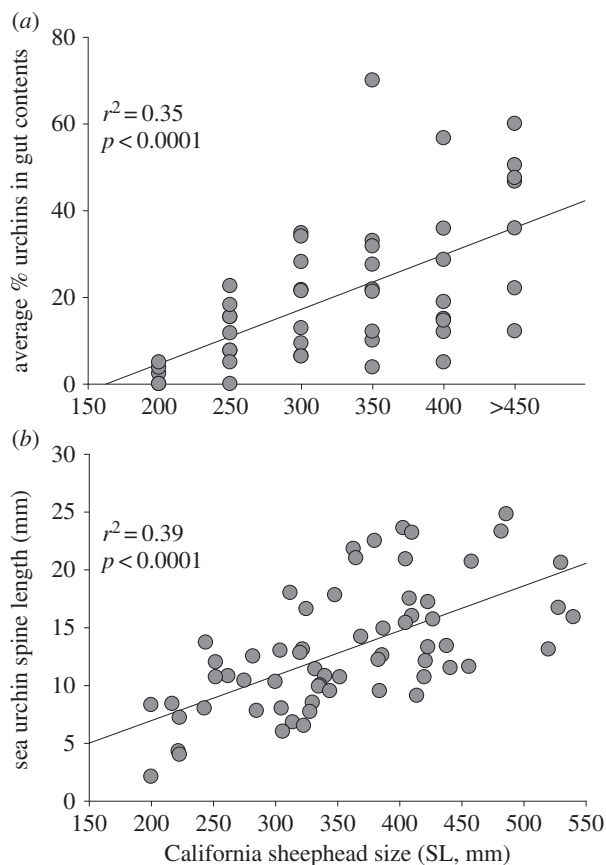 (a)
80
60
40
20
0
average % urchins in gut contents
r² = 0.35
p < 0.0001
150 200 250 300 350 400 >450
(b)
30
25
20
15
10
5
0
sea urchin spine length (mm)
r² = 0.39
p < 0.0001
150 200 250 300 350 400 450 500 550
California sheephead size (SL, mm)